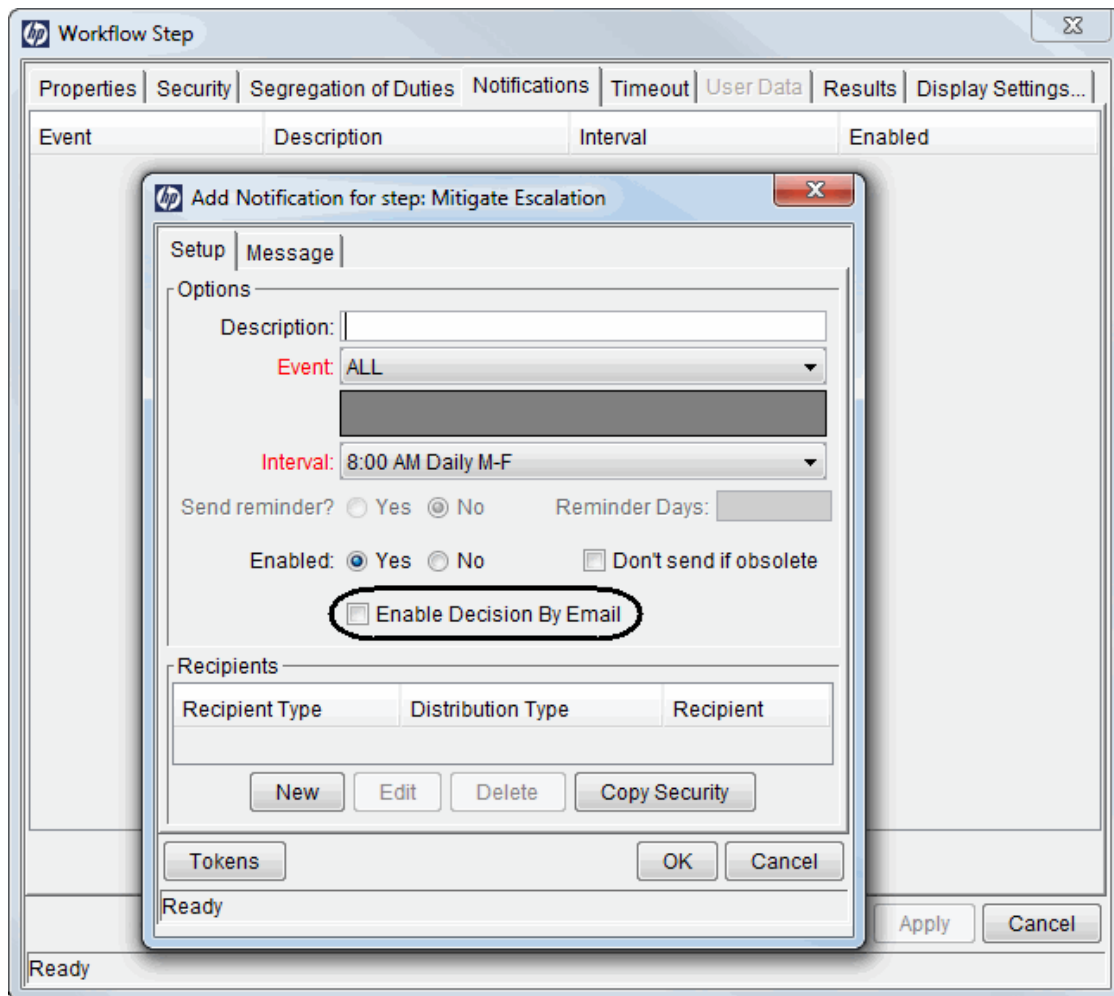 hp Workflow Step
Properties Security Segregation of Duties Notifications Timeout User Data Results Display Settings...
Event Description Interval Enabled
hp Add Notification for step: Mitigate Escalation
Setup Message
Options
Description:
Event: ALL
Interval: 8:00 AM Daily M-F
Send reminder? Yes No Reminder Days:
Enabled: Yes No Don't send if obsolete
Enable Decision By Email
Recipients
Recipient Type Distribution Type Recipient
New Edit Delete Copy Security
Tokens OK Cancel
Ready
Apply Cancel
Ready